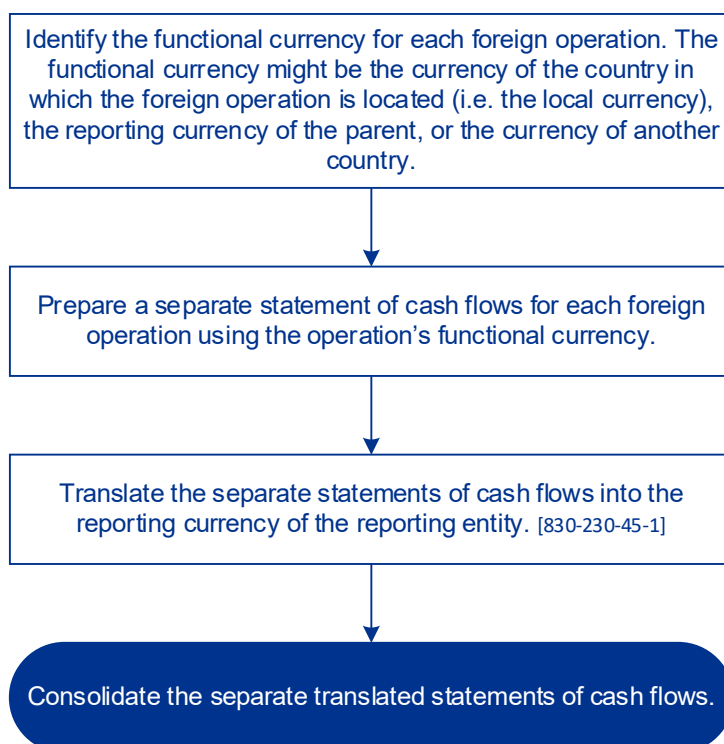 Identify the functional currency for each foreign operation. The
functional currency might be the currency of the country in
which the foreign operation is located (i.e. the local currency),
the reporting currency of the parent, or the currency of another
country.
Prepare a separate statement of cash flows for each foreign
operation using the operation’s functional currency.
Translate the separate statements of cash flows into the
reporting currency of the reporting entity. [830-230-45-1]
Consolidate the separate translated statements of cash flows.